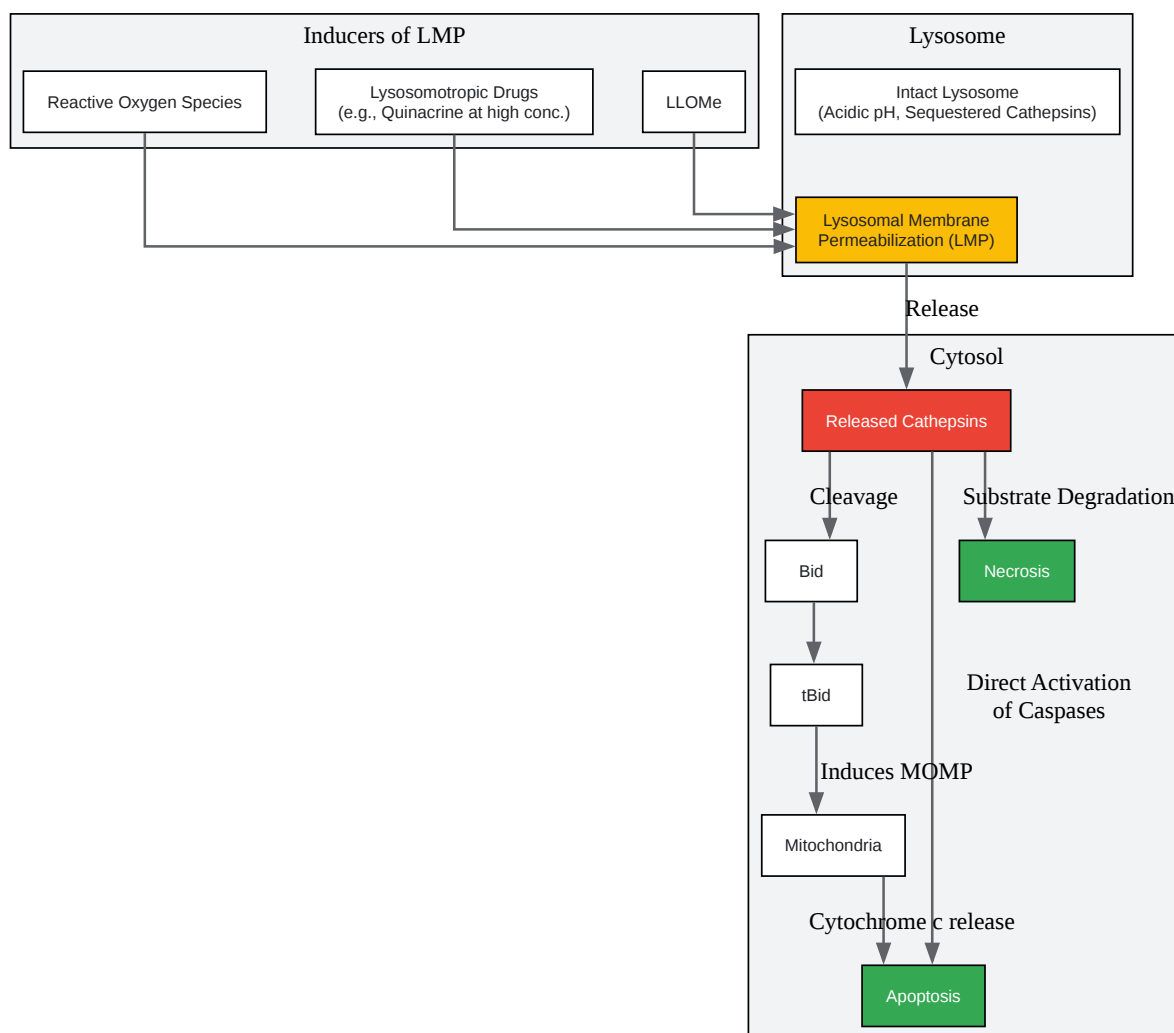 Inducers of LMP
Lysosome
Reactive Oxygen Species
Lysosomotropic Drugs
(e.g., Quinacrine at high conc.)
LLOMe
Intact Lysosome
(Acidic pH, Sequestered Cathepsins)
Lysosomal Membrane
Permeabilization (LMP)
Release
Cytosol
Released Cathepsins
Cleavage
Substrate Degradation
Bid
Necrosis
tBid
Direct Activation
of Caspases
Induces MOMP
Mitochondria
Cytochrome c release
Apoptosis